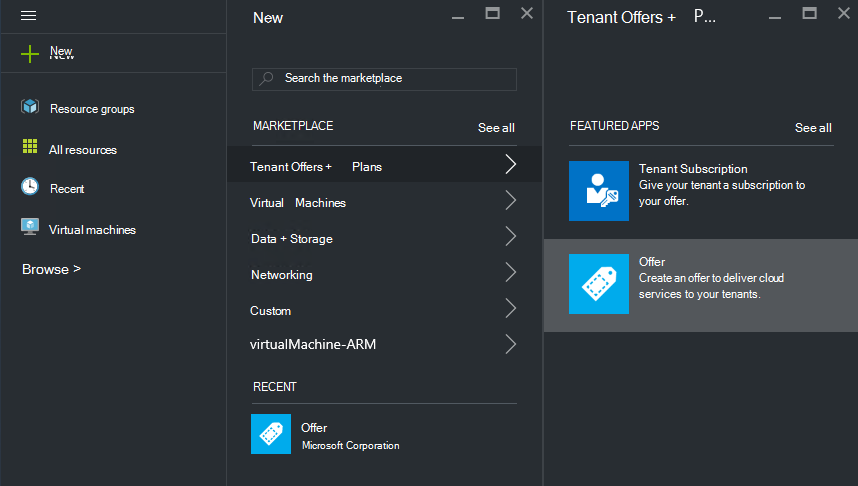 New
Resource groups
All resources
Recent
Virtual machines
Browse >
New
Search the marketplace
MARKETPLACE
See all
Tenant Offers + Plans
Virtual Machines
Data + Storage
Networking
Custom
virtualMachine-ARM
RECENT
Offer
Microsoft Corporation
Tenant Offers + P...
FEATURED APPS
See all
Tenant Subscription
Give your tenant a subscription to
your offer.
Offer
Create an offer to deliver cloud
services to your tenants.